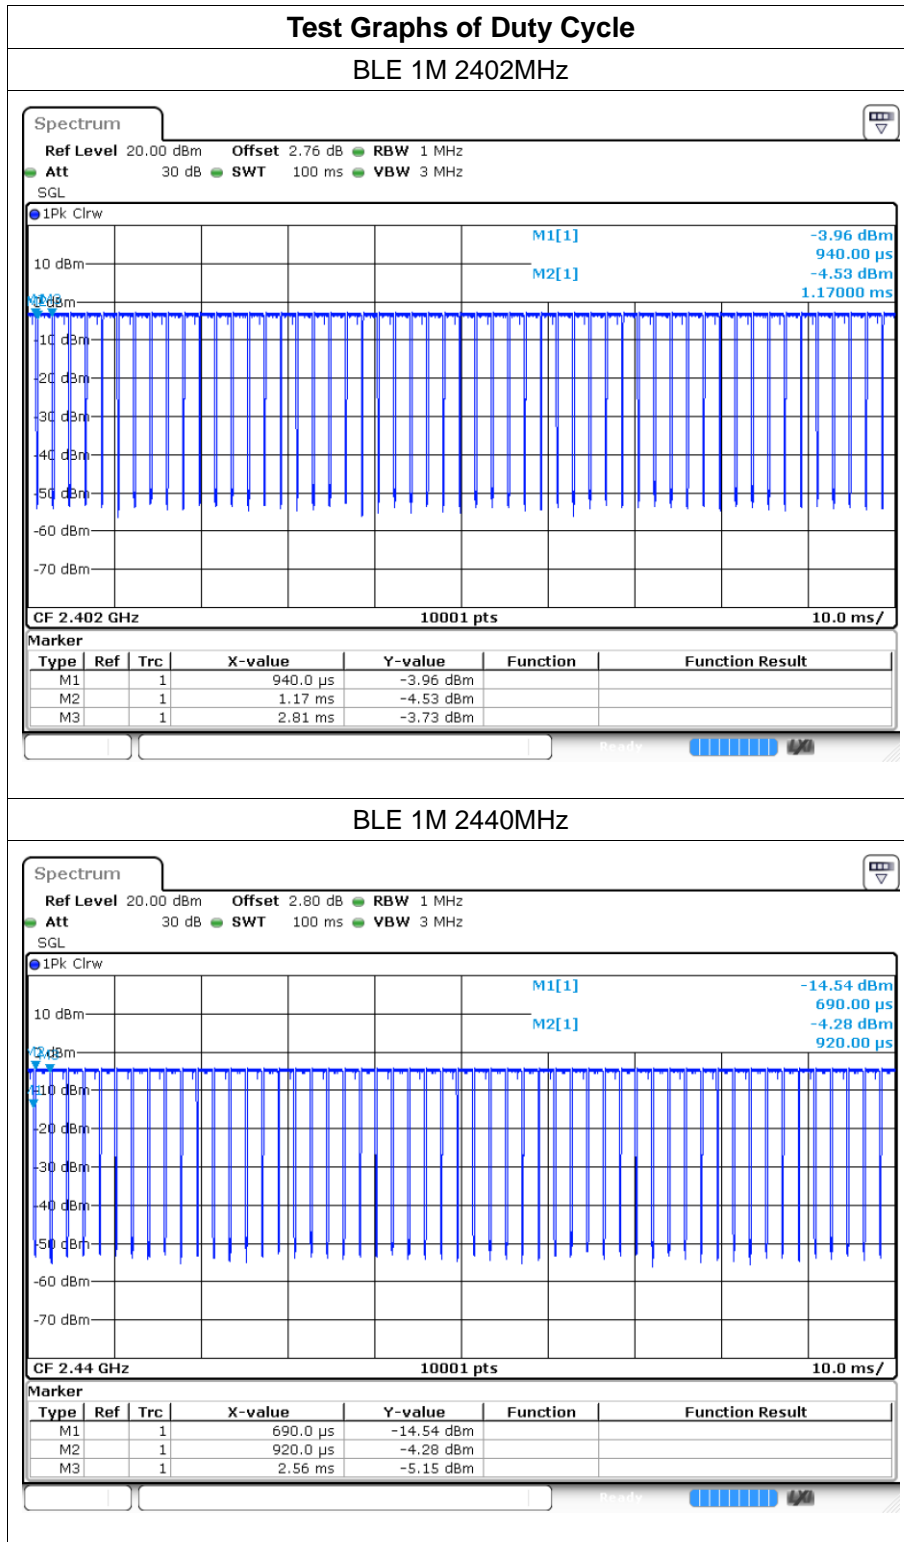 Test Graphs of Duty Cycle
BLE 1M 2402MHz
Spectrum
Ref Level 20.00 dBm Offset 2.76 dB RBW 1 MHz
Att 30 dB SWT 100 ms VBW 3 MHz
SGL
1Pk Clrw
M1[1] -3.96 dBm
940.00 µs
10 dBm
M2[1] -4.53 dBm
1.17000 ms
0 dBm
-10 dBm
-20 dBm
-30 dBm
-40 dBm
-50 dBm
-60 dBm
-70 dBm
CF 2.402 GHz 10001 pts 10.0 ms/
Marker
Type Ref Trc X-value Y-value Function Function Result
M1 1 940.0 µs -3.96 dBm
M2 1 1.17 ms -4.53 dBm
M3 1 2.81 ms -3.73 dBm
Ready LXI
BLE 1M 2440MHz
Spectrum
Ref Level 20.00 dBm Offset 2.80 dB RBW 1 MHz
Att 30 dB SWT 100 ms VBW 3 MHz
SGL
1Pk Clrw
M1[1] -14.54 dBm
690.00 µs
10 dBm
M2[1] -4.28 dBm
920.00 µs
dBm
-10 dBm
-20 dBm
-30 dBm
-40 dBm
-50 dBm
-60 dBm
-70 dBm
CF 2.44 GHz 10001 pts 10.0 ms/
Marker
Type Ref Trc X-value Y-value Function Function Result
M1 1 690.0 µs -14.54 dBm
M2 1 920.0 µs -4.28 dBm
M3 1 2.56 ms -5.15 dBm
Ready LXI